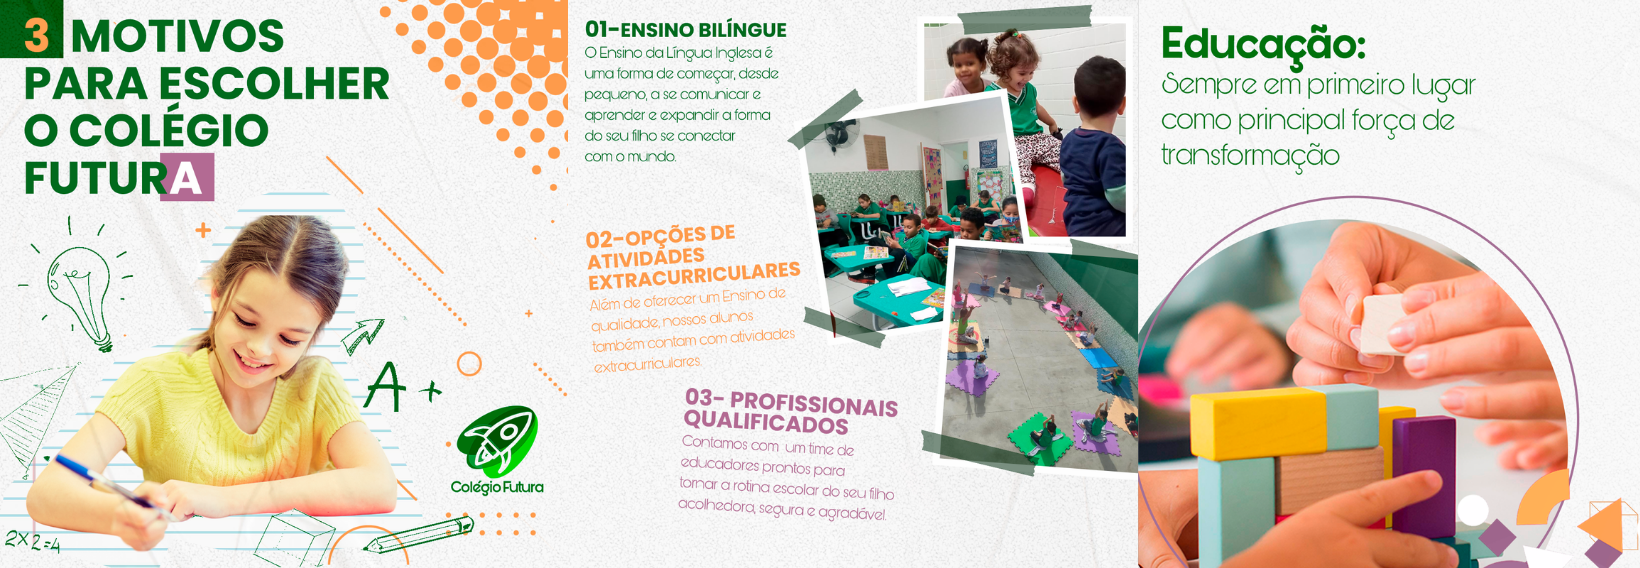 3 MOTIVOS
PARA ESCOLHER
O COLÉGIO
FUTURA
A+
Colégio Futura
2x2=4
01-ENSINO BILÍNGUE
O Ensino da Língua Inglesa é
uma forma de começar, desde
pequeno, a se comunicar e
aprender e expandir a forma
do seu filho se conectar
com o mundo.
02-OPÇÕES DE
ATIVIDADES
EXTRACURRICULARES
Além de oferecer um Ensino de
qualidade, nossos alunos
também contam com atividades
extracurriculares.
03- PROFISSIONAIS
QUALIFICADOS
Contamos com um time de
educadores prontos para
tornar a rotina escolar do seu filho
acolhedora, segura e agradável.
Educação:
Sempre em primeiro lugar
como principal força de
transformação